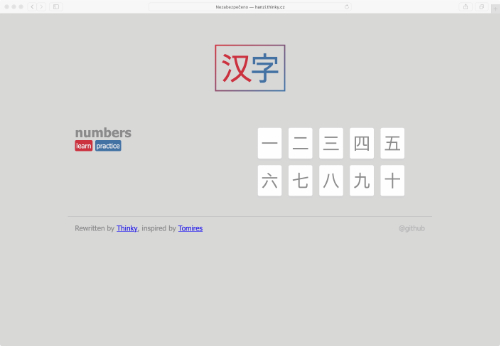 汉字
numbers
learn practice
一 二 三 四 五
六 七 八 九 十
Rewritten by Thinky, inspired by Tomires
@github